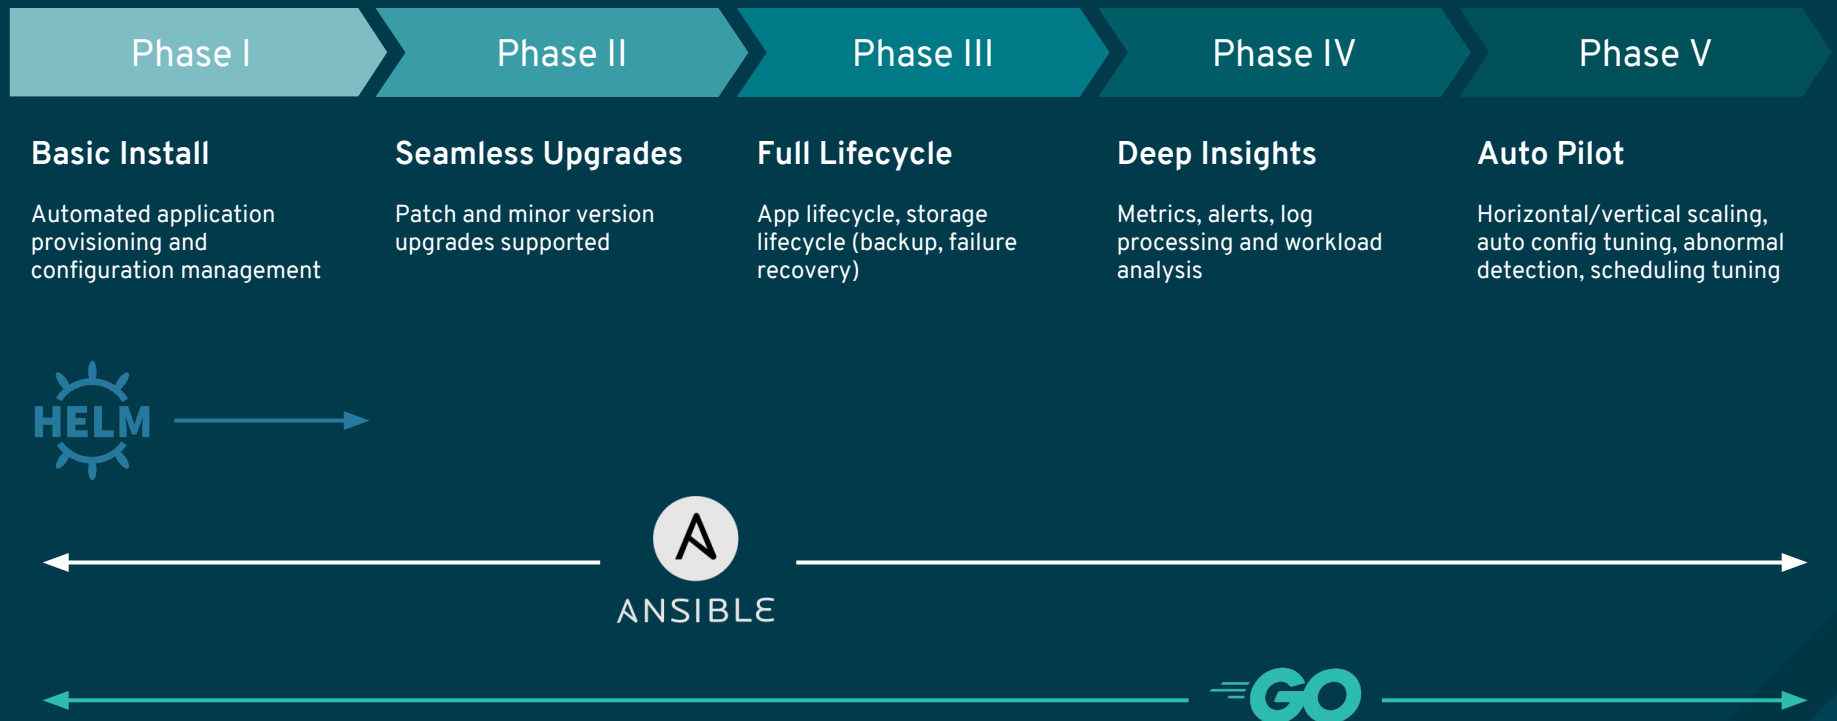 Phase I
Phase II
Phase III
Phase IV
Phase V
Basic Install
Automated application
provisioning and
configuration management
Seamless Upgrades
Patch and minor version
upgrades supported
Full Lifecycle
App lifecycle, storage
lifecycle (backup, failure
recovery)
Deep Insights
Metrics, alerts, log
processing and workload
analysis
Auto Pilot
Horizontal/vertical scaling,
auto config tuning, abnormal
detection, scheduling tuning
HELM
A
ANSIBLE
GO